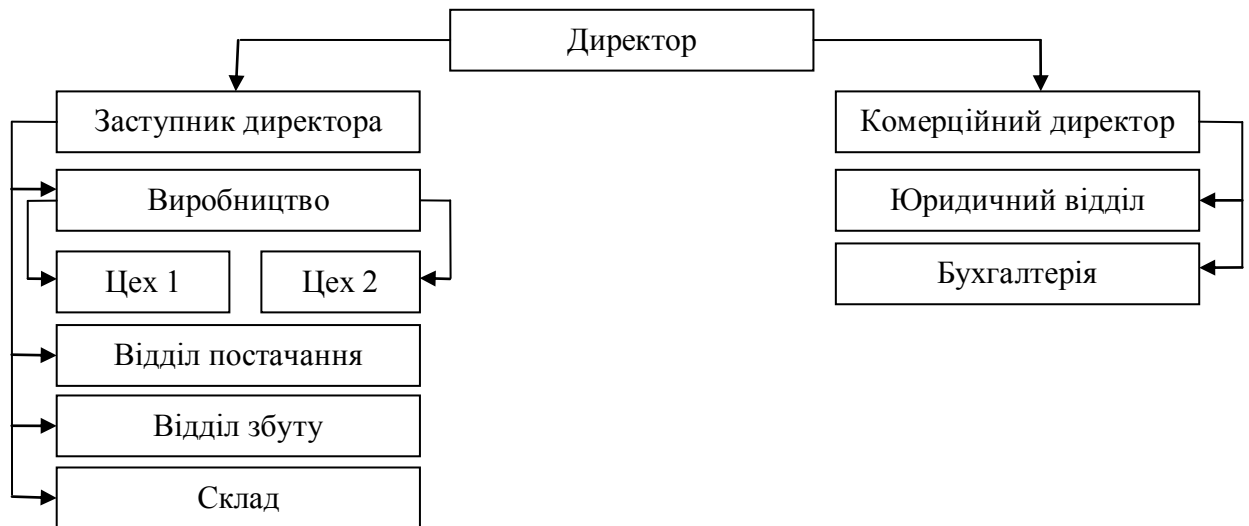 Директор
Заступник директора
Комерційний директор
Виробництво
Юридичний відділ
Цех 1
Цех 2
Бухгалтерія
Відділ постачання
Відділ збуту
Склад